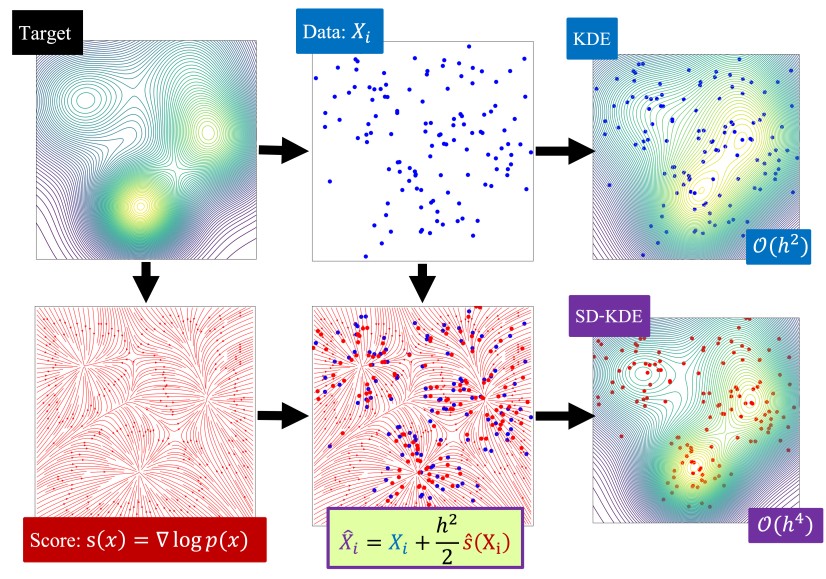 Target
Data: Xᵢ
KDE
𝒪(h²)
SD-KDE
Score: s(x) = ∇ log p(x)
X̂ᵢ = Xᵢ + h²/2 ŝ(Xᵢ)
𝒪(h⁴)